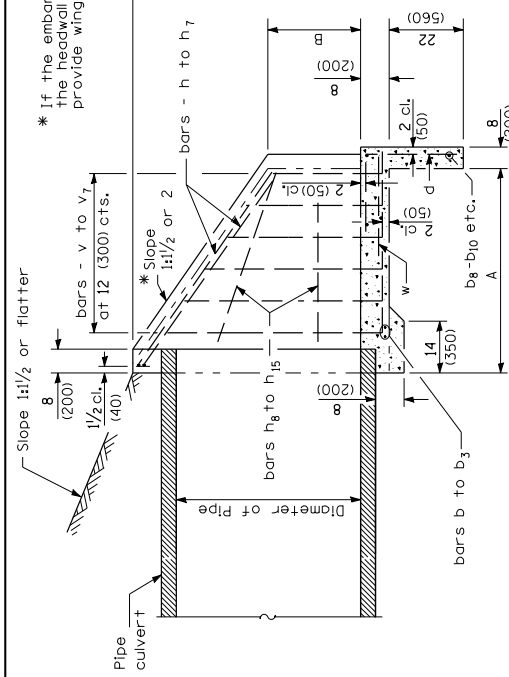 * If the embar
the headwall
provide wing
Slope 1:1½ or flatter
8
(200)
1½ cl.
(40)
bars - v to v7
at 12 (300) cts.
* Slope
1:1½ or 2
bars - h to h7
B
8
(200)
22
(560)
Pipe
culvert
Diameter of Pipe
bars h8 to h15
2 (50) cl.
2 cl.
(50)
8
(200)
8
(200)
14
(350)
w
2
(50)
cl.
d
b8-b10 etc.
A
bars b to b3